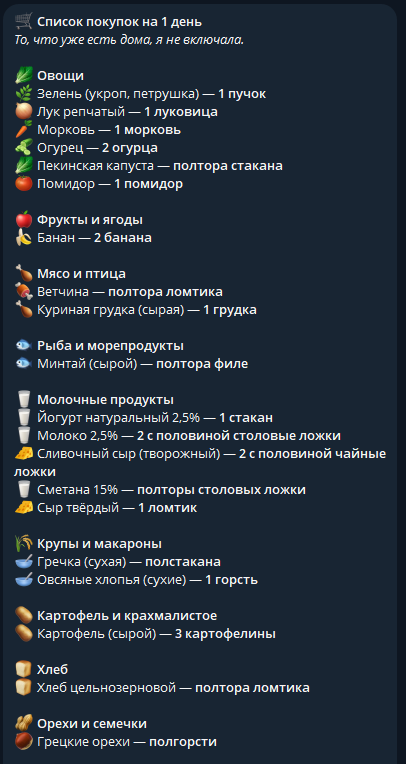 Список покупок на 1 день
То, что уже есть дома, я не включала.
Овощи
Зелень (укроп, петрушка) — 1 пучок
Лук репчатый — 1 луковица
Морковь — 1 морковь
Огурец — 2 огурца
Пекинская капуста — полтора стакана
Помидор — 1 помидор
Фрукты и ягоды
Банан — 2 банана
Мясо и птица
Ветчина — полтора ломтика
Куриная грудка (сырая) — 1 грудка
Рыба и морепродукты
Минтай (сырой) — полтора филе
Молочные продукты
Йогурт натуральный 2,5% — 1 стакан
Молоко 2,5% — 2 с половиной столовые ложки
Сливочный сыр (творожный) — 2 с половиной чайные
ложки
Сметана 15% — полторы столовых ложки
Сыр твёрдый — 1 ломтик
Крупы и макароны
Гречка (сухая) — полстакана
Овсяные хлопья (сухие) — 1 горсть
Картофель и крахмалистое
Картофель (сырой) — 3 картофелины
Хлеб
Хлеб цельнозерновой — полтора ломтика
Орехи и семечки
Грецкие орехи — полгорсти